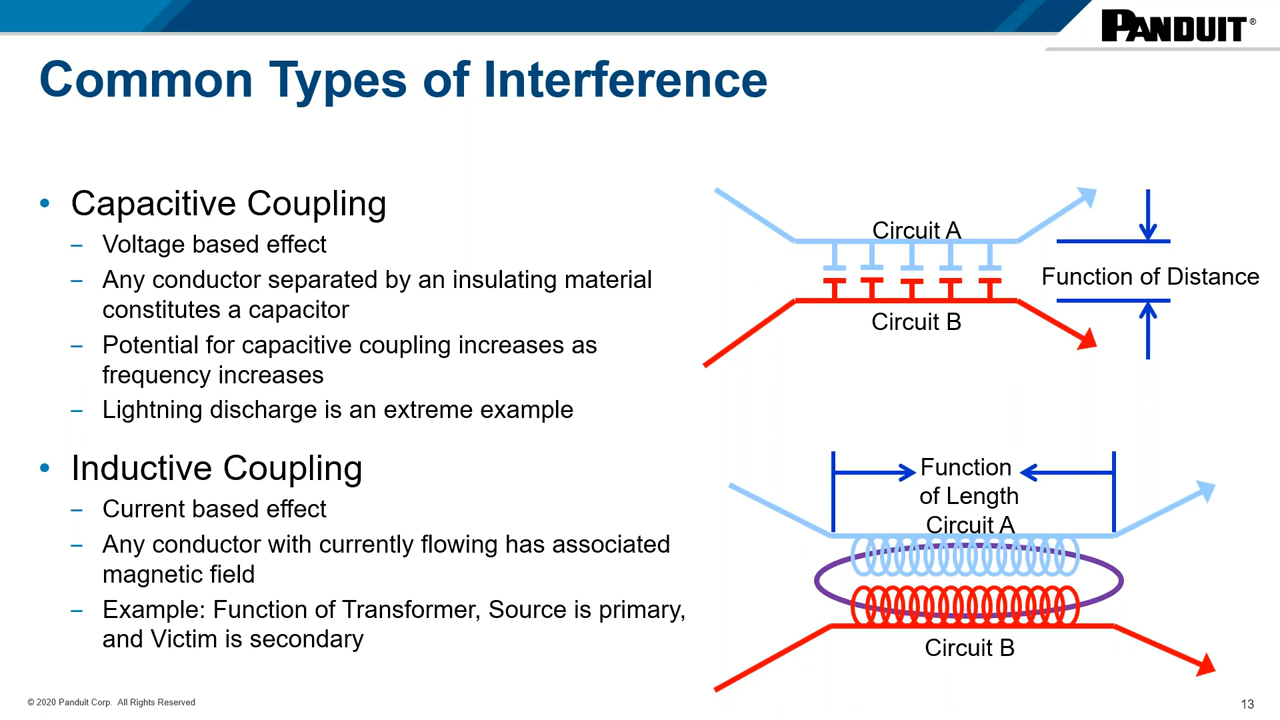 PANDUIT®
Common Types of Interference
• Capacitive Coupling
– Voltage based effect
– Any conductor separated by an insulating material
constitutes a capacitor
– Potential for capacitive coupling increases as
frequency increases
– Lightning discharge is an extreme example
• Inductive Coupling
– Current based effect
– Any conductor with currently flowing has associated
magnetic field
– Example: Function of Transformer, Source is primary,
and Victim is secondary
Circuit A
Function of Distance
Circuit B
Function
of Length
Circuit A
Circuit B
© 2020 Panduit Corp. All Rights Reserved
13